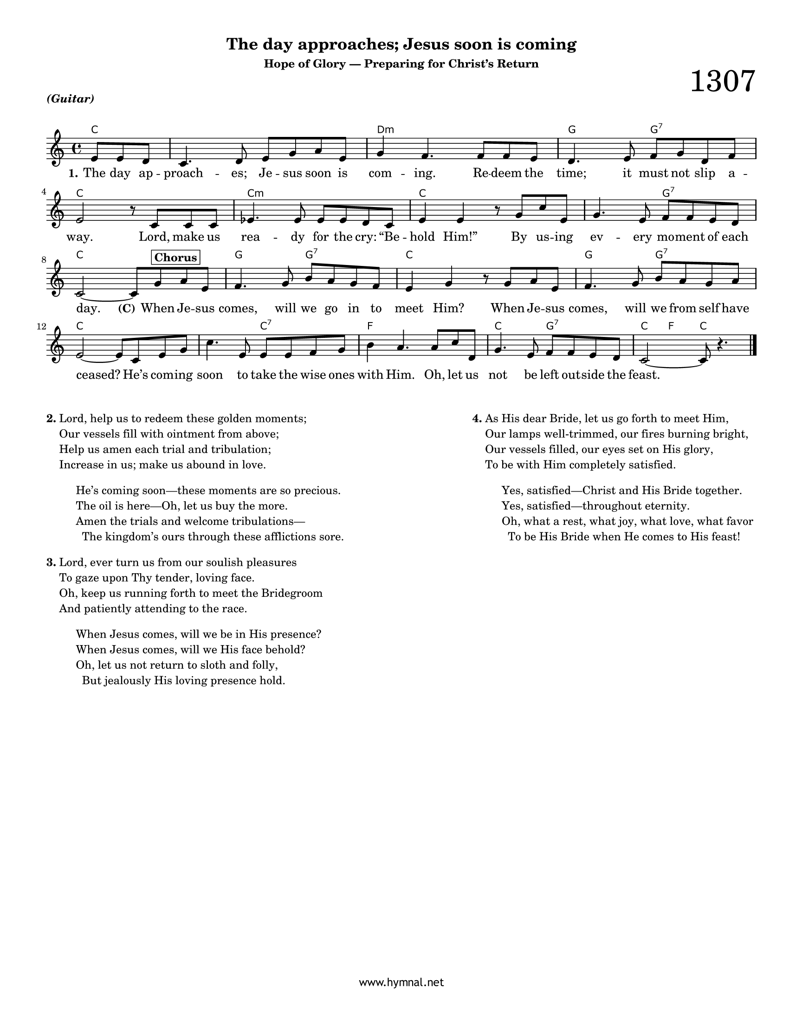 The day approaches; Jesus soon is coming
Hope of Glory — Preparing for Christ's Return
1307
(Guitar)
C Dm G G7
1. The day ap - proach - es; Je - sus soon is com - ing. Redeem the time; it must not slip a -
4
C Cm C G7
way. Lord, make us rea - dy for the cry: “Be - hold Him!” By us-ing ev - ery moment of each
8
C Chorus G G7 C G G7
day. (C) When Je-sus comes, will we go in to meet Him? When Je-sus comes, will we from self have
12
C C7 F C G7 C F C
ceased? He's coming soon to take the wise ones with Him. Oh, let us not be left outside the feast.
2. Lord, help us to redeem these golden moments;
Our vessels fill with ointment from above;
Help us amen each trial and tribulation;
Increase in us; make us abound in love.
He's coming soon—these moments are so precious.
The oil is here—Oh, let us buy the more.
Amen the trials and welcome tribulations—
The kingdom's ours through these afflictions sore.
3. Lord, ever turn us from our soulish pleasures
To gaze upon Thy tender, loving face.
Oh, keep us running forth to meet the Bridegroom
And patiently attending to the race.
When Jesus comes, will we be in His presence?
When Jesus comes, will we His face behold?
Oh, let us not return to sloth and folly,
But jealously His loving presence hold.
4. As His dear Bride, let us go forth to meet Him,
Our lamps well-trimmed, our fires burning bright,
Our vessels filled, our eyes set on His glory,
To be with Him completely satisfied.
Yes, satisfied—Christ and His Bride together.
Yes, satisfied—throughout eternity.
Oh, what a rest, what joy, what love, what favor
To be His Bride when He comes to His feast!
www.hymnal.net